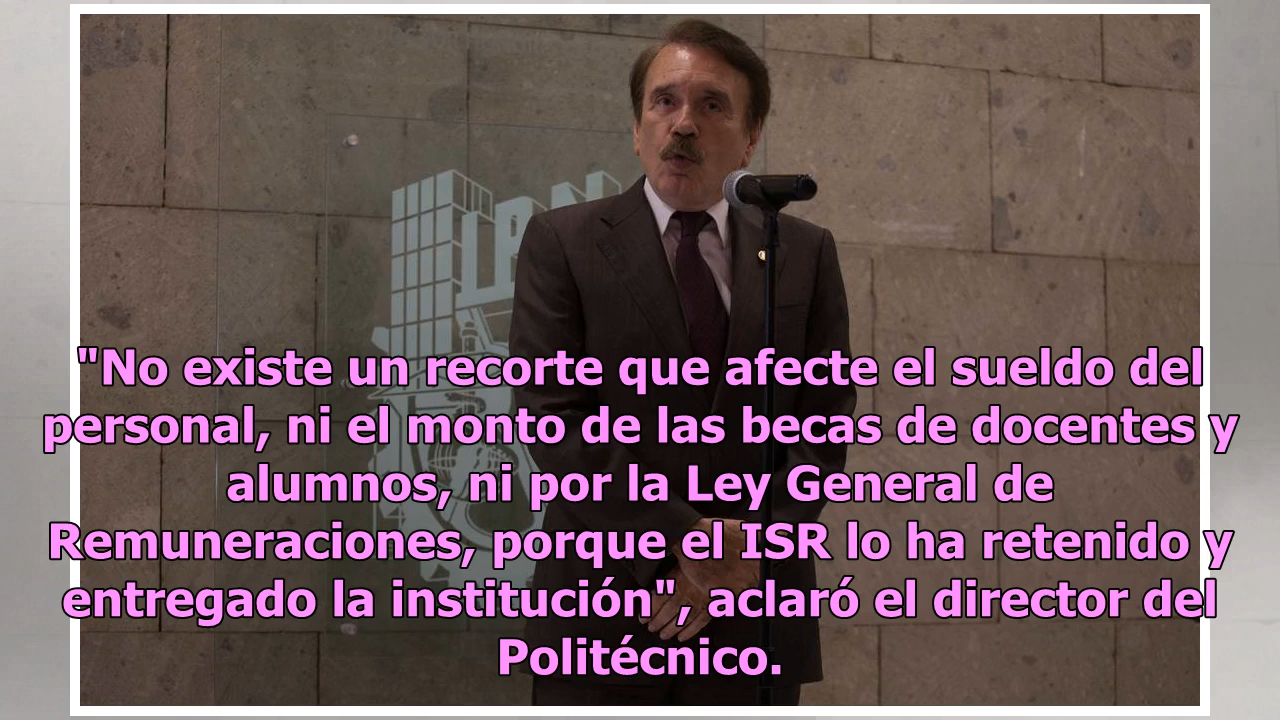 IPN
"No existe un recorte que afecte el sueldo del
personal, ni el monto de las becas de docentes y
alumnos, ni por la Ley General de
Remuneraciones, porque el ISR lo ha retenido y
entregado la institución", aclaró el director del
Politécnico.